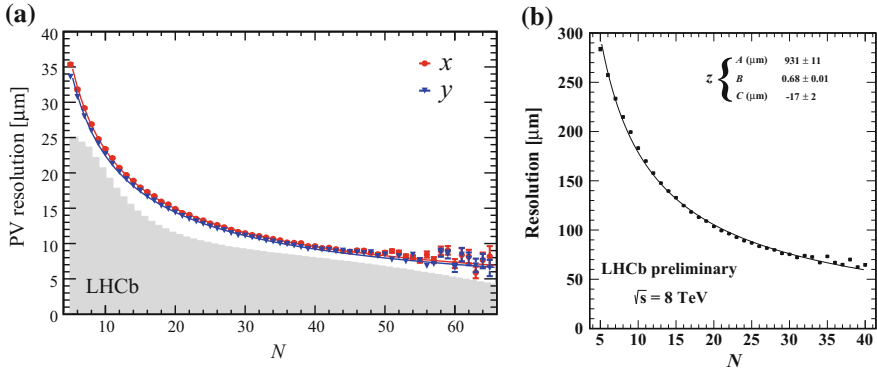 (a)
PV resolution [μm]
40
35
30
25
20
15
10
5
0
x
y
LHCb
10
20
30
40
50
60
N
(b)
Resolution [μm]
300
250
200
150
100
50
0
z { A (μm) 931 ± 11
B 0.68 ± 0.01
C (μm) -17 ± 2
LHCb preliminary
√s = 8 TeV
5
10
15
20
25
30
35
40
N